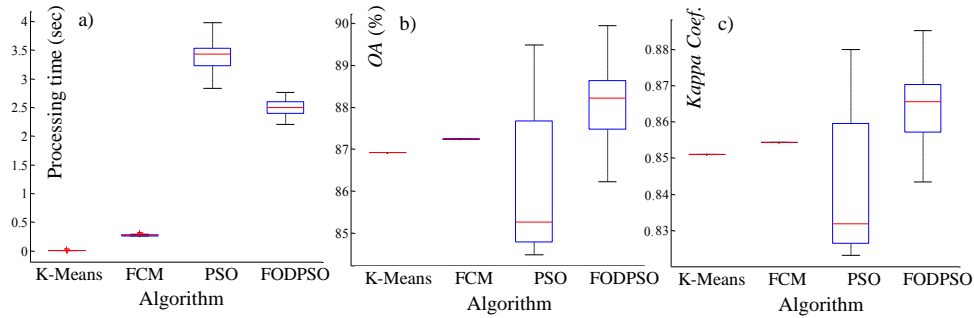 a)
Processing time (sec)
4
3.5
3
2.5
2
1.5
1
0.5
0
K-Means FCM PSO FODPSO
Algorithm
b)
OA (%)
90
89
88
87
86
85
K-Means FCM PSO FODPSO
Algorithm
c)
Kappa Coef.
0.88
0.87
0.86
0.85
0.84
0.83
K-Means FCM PSO FODPSO
Algorithm